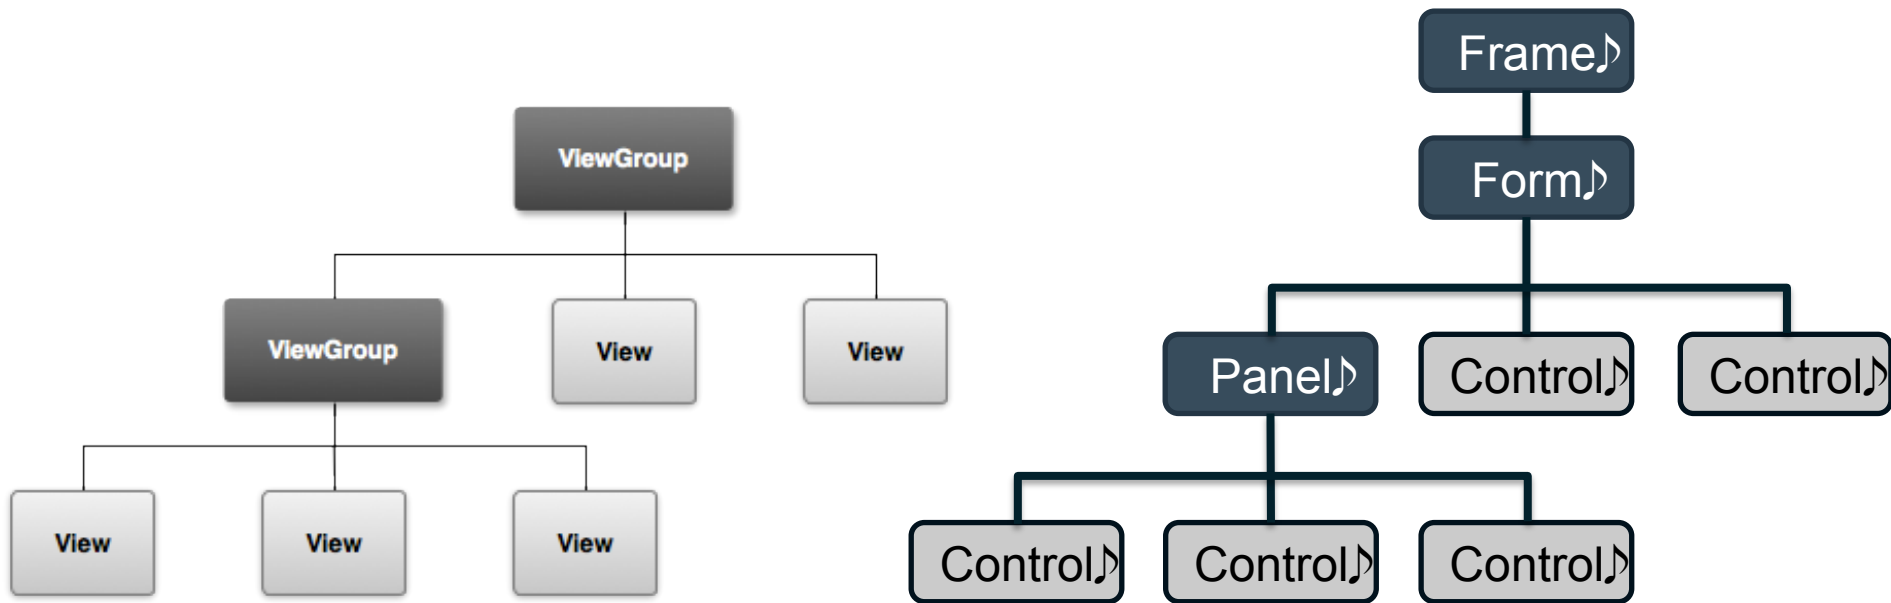 ViewGroup
ViewGroup
View
View
View
View
View
Frame♪
Form♪
Panel♪
Control♪
Control♪
Control♪
Control♪
Control♪